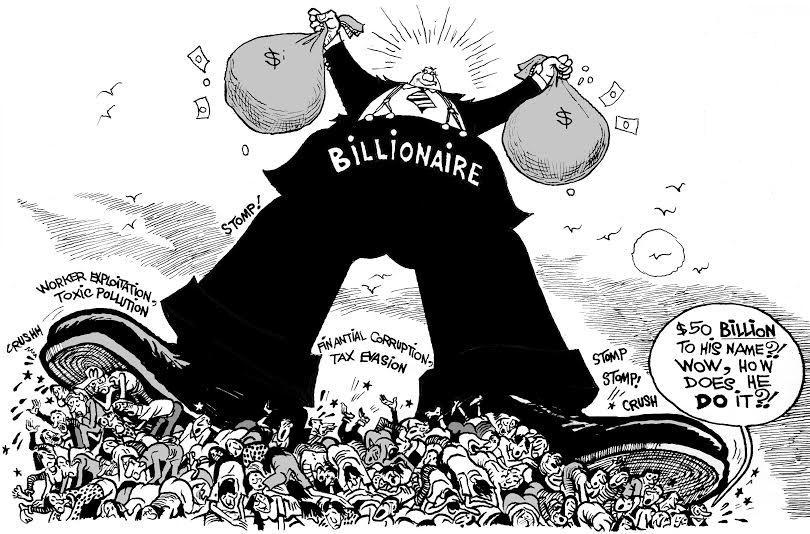 $
$
BILLIONAIRE
STOMP!
WORKER EXPLOITATION,
TOXIC POLLUTION
CRUSHH
FINANTIAL CORRUPTION,
TAX EVASION
STOMP
STOMP!
CRUSH
$50 BILLION
TO HIS NAME?!
WOW, HOW
DOES HE
DO IT?!